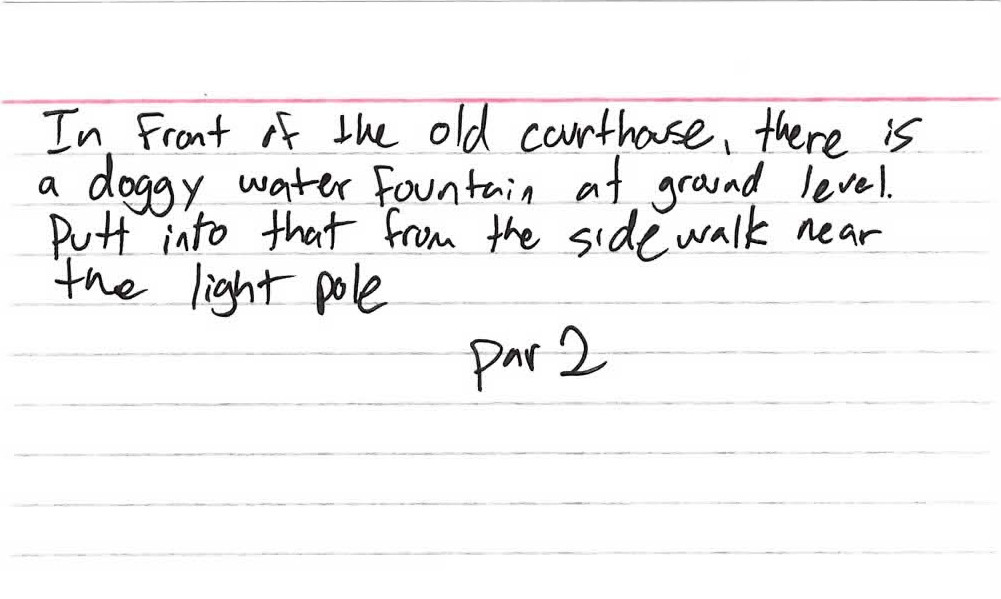 In Front of the old courthouse, there is
a doggy water Fountain at ground level.
Putt into that from the sidewalk near
the light pole
par 2